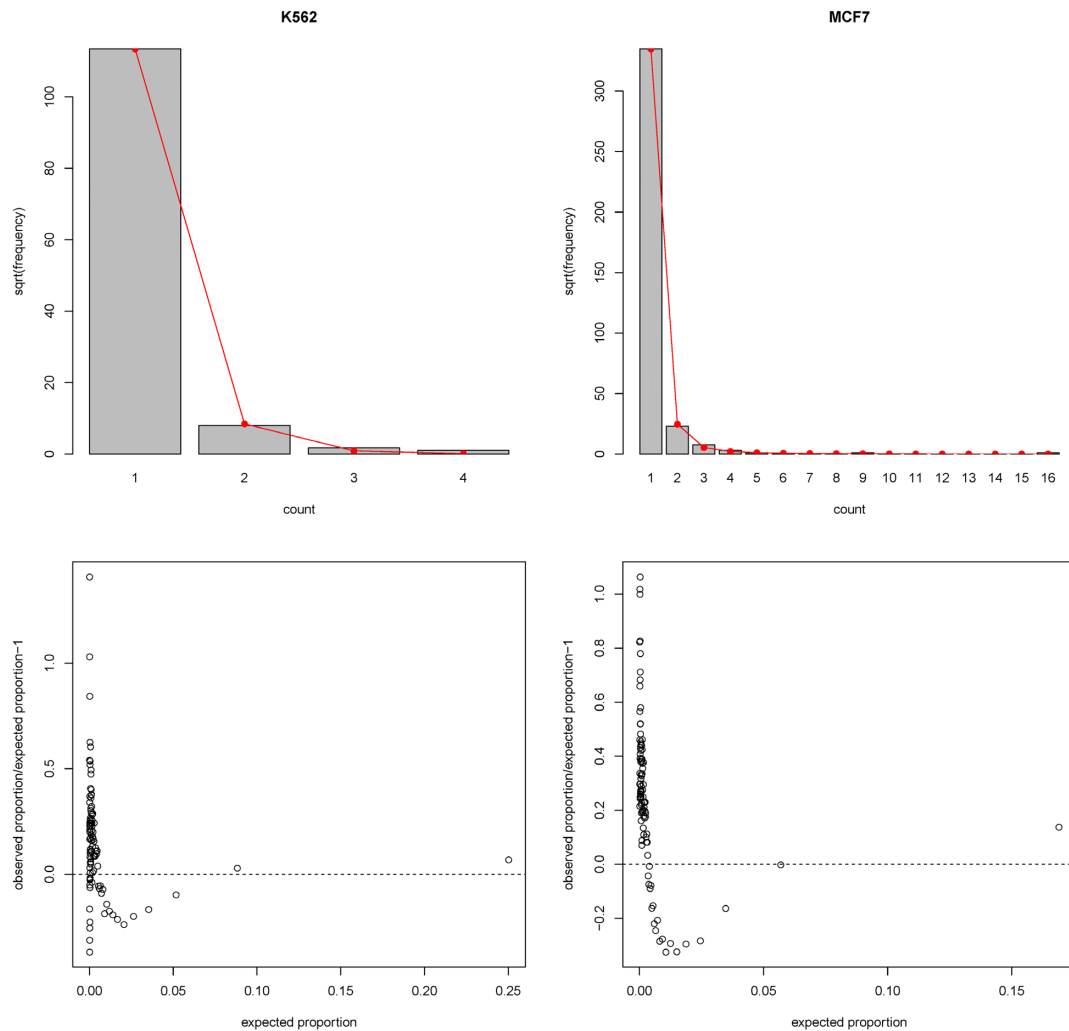 K562
sqrt(frequency)
0 20 40 60 80 100
1 2 3 4
count
MCF7
sqrt(frequency)
0 50 100 150 200 250 300
1 2 3 4 5 6 7 8 9 10 11 12 13 14 15 16
count
observed proportion/expected proportion−1
0.0 0.5 1.0
0.00 0.05 0.10 0.15 0.20 0.25
expected proportion
observed proportion/expected proportion−1
−0.2 0.0 0.2 0.4 0.6 0.8 1.0
0.00 0.05 0.10 0.15
expected proportion